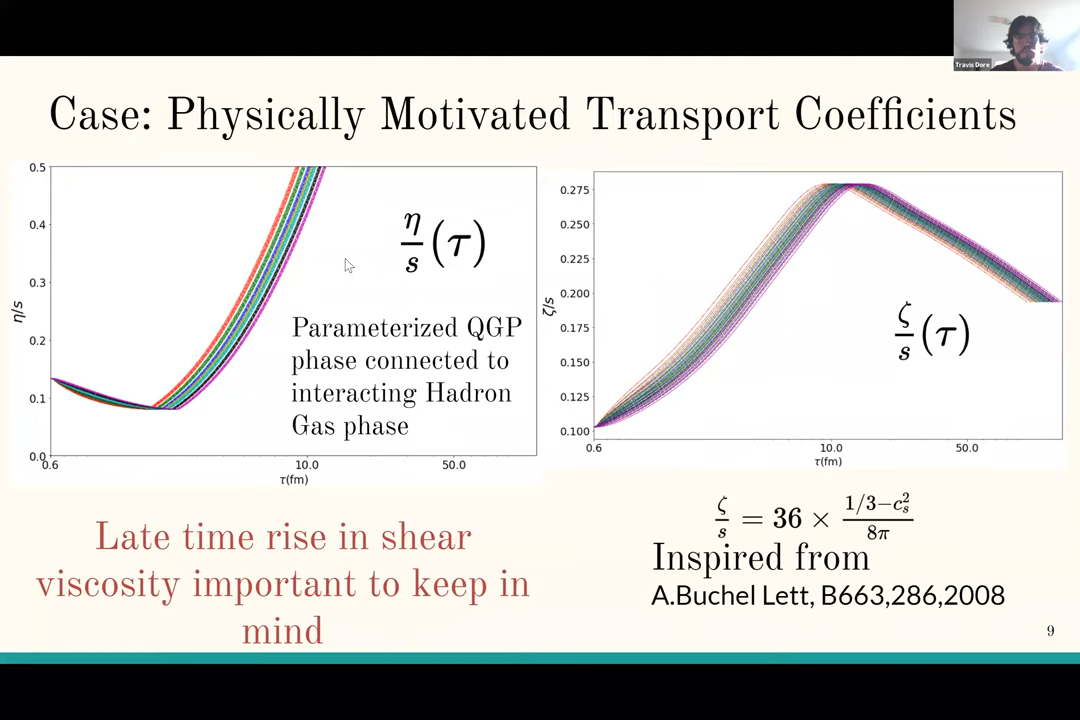 Travis Dore
Case: Physically Motivated Transport Coefficients
0.5
0.4
0.3
0.2
0.1
0.0
η/s
0.6
10.0
50.0
τ(fm)
η/s (τ)
Parameterized QGP
phase connected to
interacting Hadron
Gas phase
0.275
0.250
0.225
0.200
0.175
0.150
0.125
0.100
ζ/s
0.6
10.0
50.0
τ(fm)
ζ/s (τ)
Late time rise in shear
viscosity important to keep in
mind
ζ/s = 36 × (1/3−c_s^2)/8π
Inspired from
A.Buchel Lett, B663,286,2008
9